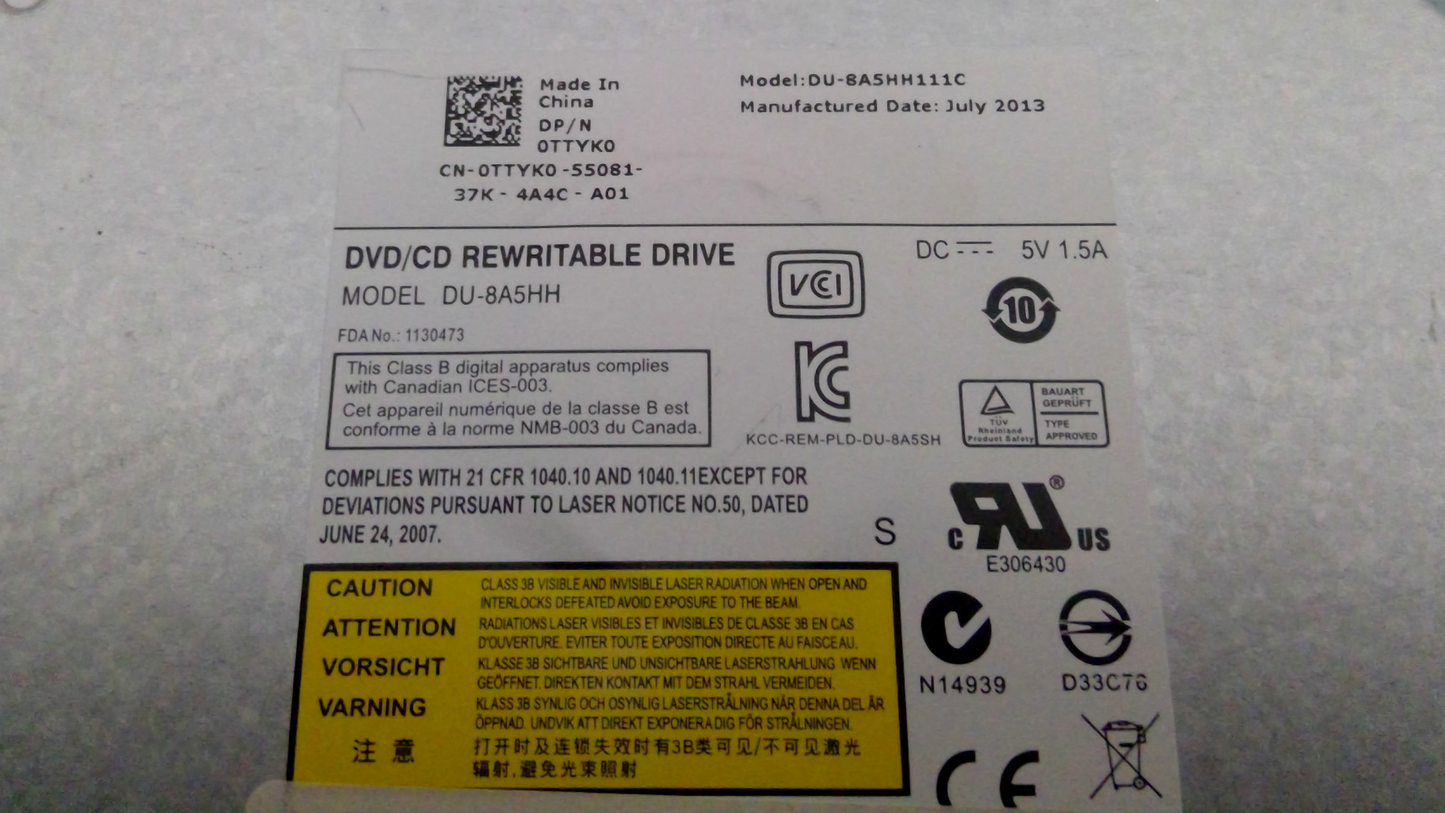 Made In
China
DP/N
0TTYK0
CN-0TTYK0 -55081-
37K - 4A4C - A01
Model:DU-8A5HH111C
Manufactured Date: July 2013
DVD/CD REWRITABLE DRIVE
MODEL DU-8A5HH
FDA No.: 1130473
This Class B digital apparatus complies
with Canadian ICES-003.
Cet appareil numérique de la classe B est
conforme à la norme NMB-003 du Canada.
VCI
KCC-REM-PLD-DU-8A5SH
DC 5V 1.5A
10
TÜV
Rheinland
Product Safety
BAUART
GEPRÜFT
TYPE
APPROVED
COMPLIES WITH 21 CFR 1040.10 AND 1040.11EXCEPT FOR
DEVIATIONS PURSUANT TO LASER NOTICE NO.50, DATED
JUNE 24, 2007.
S
C RU US ®
E306430
CAUTION CLASS 3B VISIBLE AND INVISIBLE LASER RADIATION WHEN OPEN AND
INTERLOCKS DEFEATED AVOID EXPOSURE TO THE BEAM.
ATTENTION RADIATIONS LASER VISIBLES ET INVISIBLES DE CLASSE 3B EN CAS
D'OUVERTURE. EVITER TOUTE EXPOSITION DIRECTE AU FAISCEAU.
VORSICHT KLASSE 3B SICHTBARE UND UNSICHTBARE LASERSTRAHLUNG WENN
GEÖFFNET. DIREKTEN KONTAKT MIT DEM STRAHL VERMEIDEN.
VARNING KLASS 3B SYNLIG OCH OSYNLIG LASERSTRÅLNING NÄR DENNA DEL ÄR
ÖPPNAD. UNDVIK ATT DIREKT EXPONERA DIG FÖR STRÅLNINGEN.
注意 打开时及连锁失效时有3B类可见/不可见激光
辐射,避免光束照射
N14939
D33C76
CE